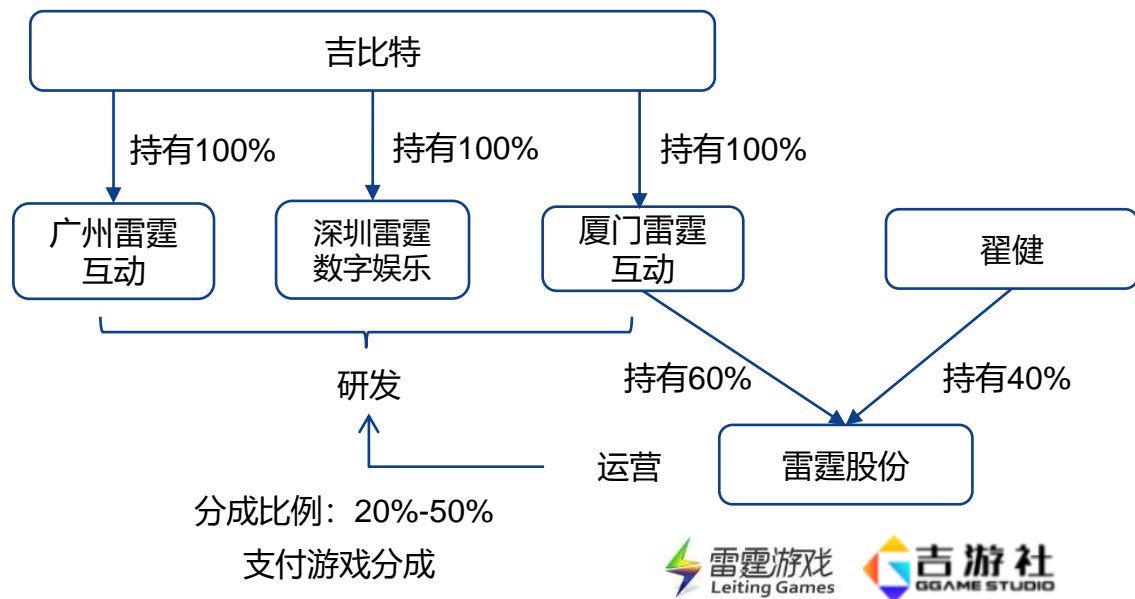 吉比特
持有100%
持有100%
持有100%
广州雷霆
互动
深圳雷霆
数字娱乐
厦门雷霆
互动
翟健
研发
持有60%
持有40%
运营
雷霆股份
分成比例：20%-50%
支付游戏分成
雷霆游戏
Leiting Games
吉游社
GGAME STUDIO